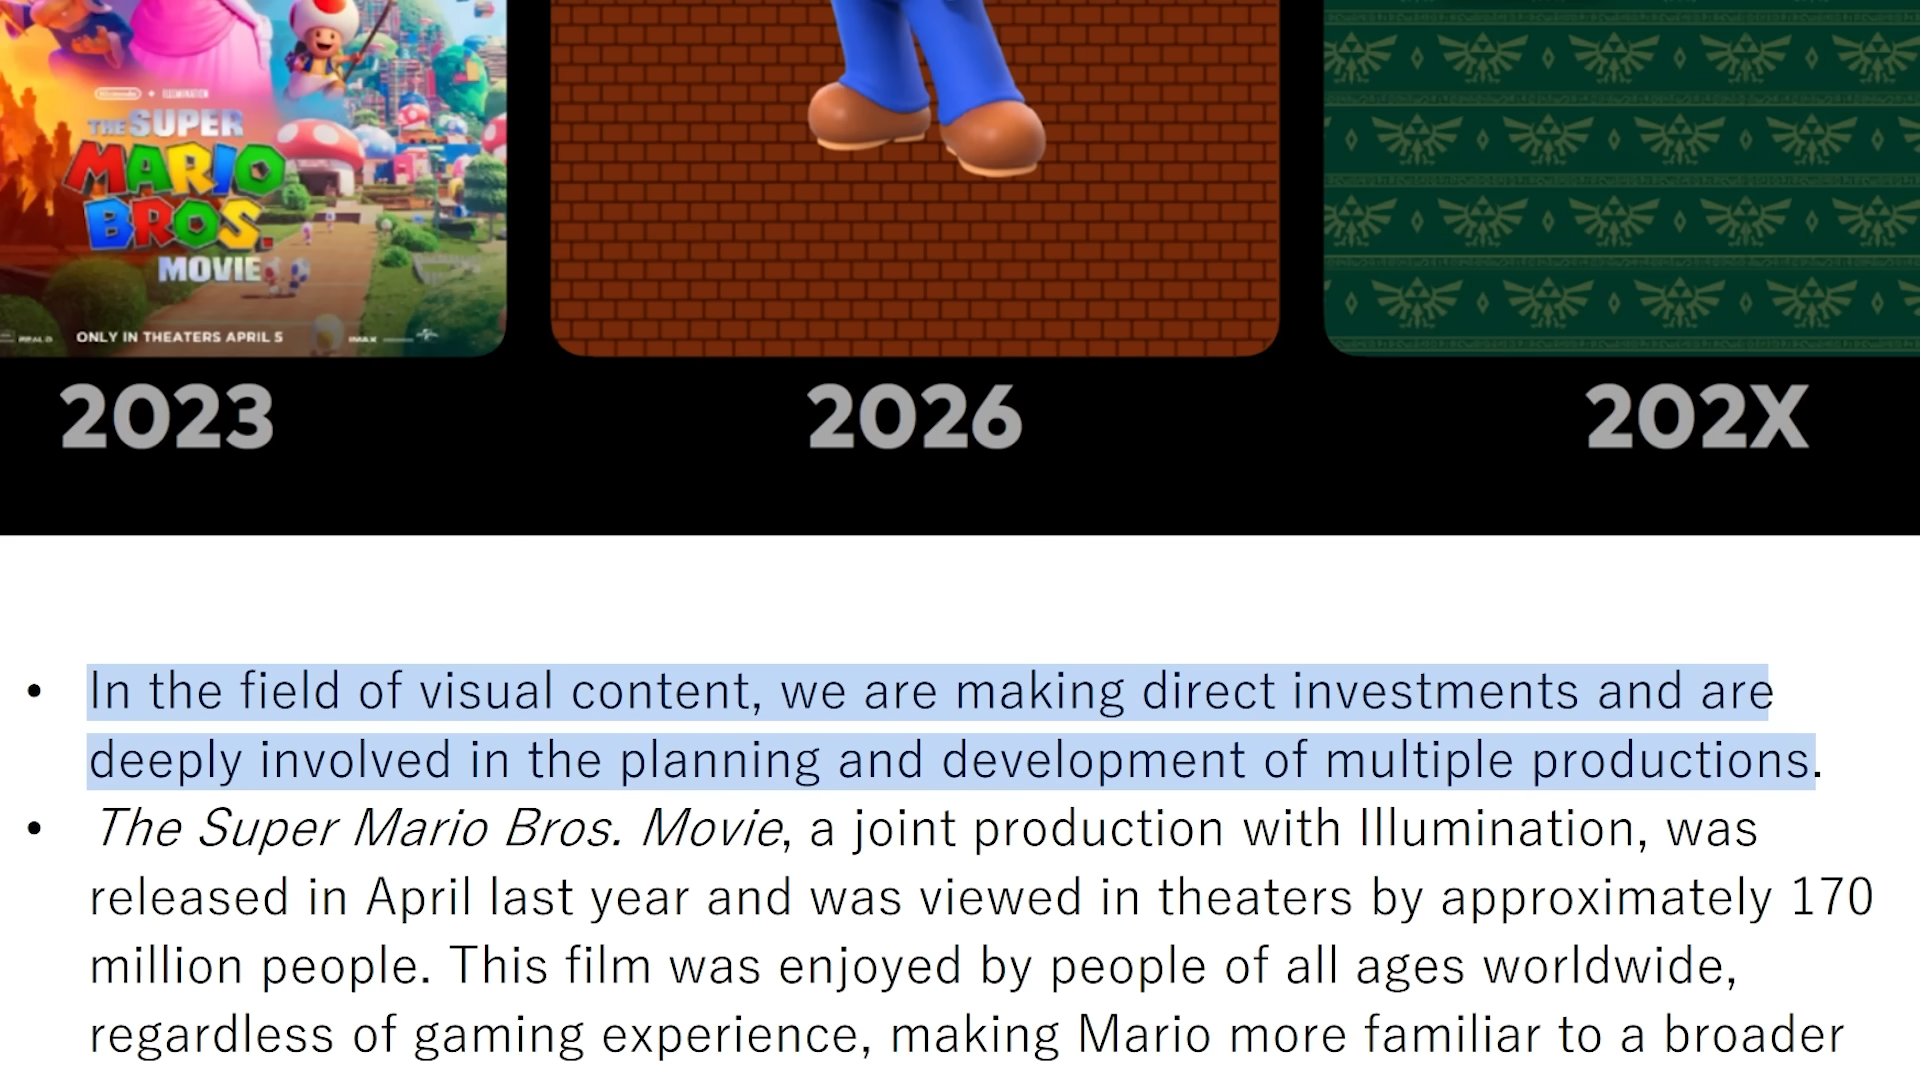 Nintendo + ILLUMINATION
THE SUPER
MARIO
BROS.
MOVIE
ONLY IN THEATERS APRIL 5
IMAX
2023
2026
202X
• In the field of visual content, we are making direct investments and are
deeply involved in the planning and development of multiple productions.
• The Super Mario Bros. Movie, a joint production with Illumination, was
released in April last year and was viewed in theaters by approximately 170
million people. This film was enjoyed by people of all ages worldwide,
regardless of gaming experience, making Mario more familiar to a broader